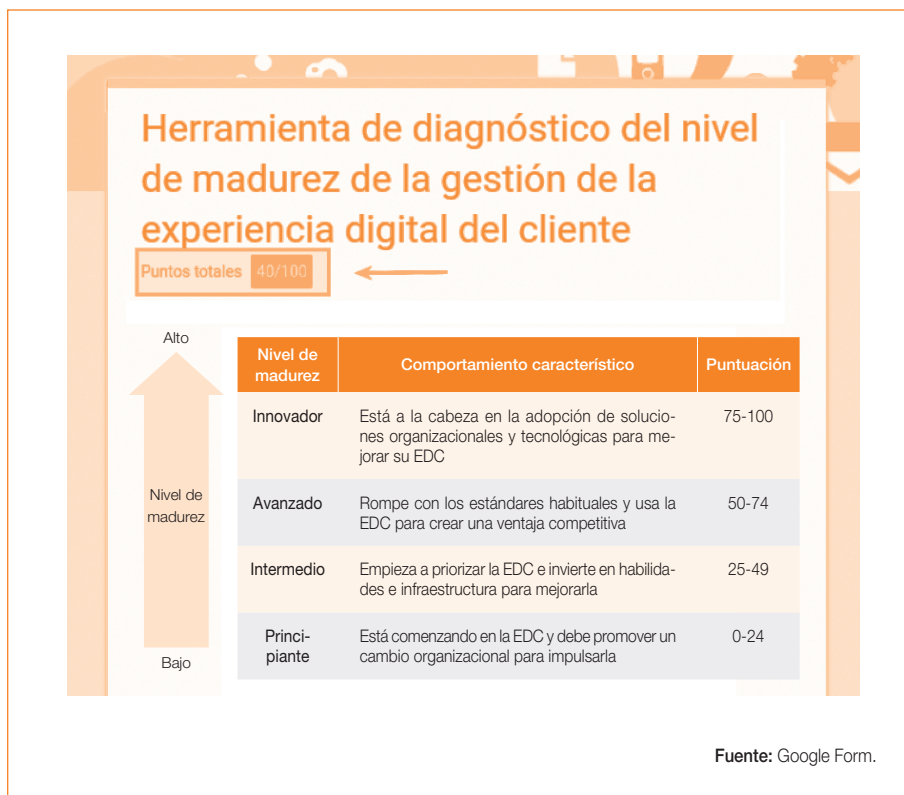 Herramienta de diagnóstico del nivel
de madurez de la gestión de la
experiencia digital del cliente
Puntos totales 40/100
Alto
Nivel de
madurez
Bajo
Nivel de
madurez
Comportamiento característico
Puntuación
Innovador
Está a la cabeza en la adopción de solucio-
nes organizacionales y tecnológicas para me-
jorar su EDC
75-100
Avanzado
Rompe con los estándares habituales y usa la
EDC para crear una ventaja competitiva
50-74
Intermedio
Empieza a priorizar la EDC e invierte en habilida-
des e infraestructura para mejorarla
25-49
Princi-
piante
Está comenzando en la EDC y debe promover un
cambio organizacional para impulsarla
0-24
Fuente: Google Form.